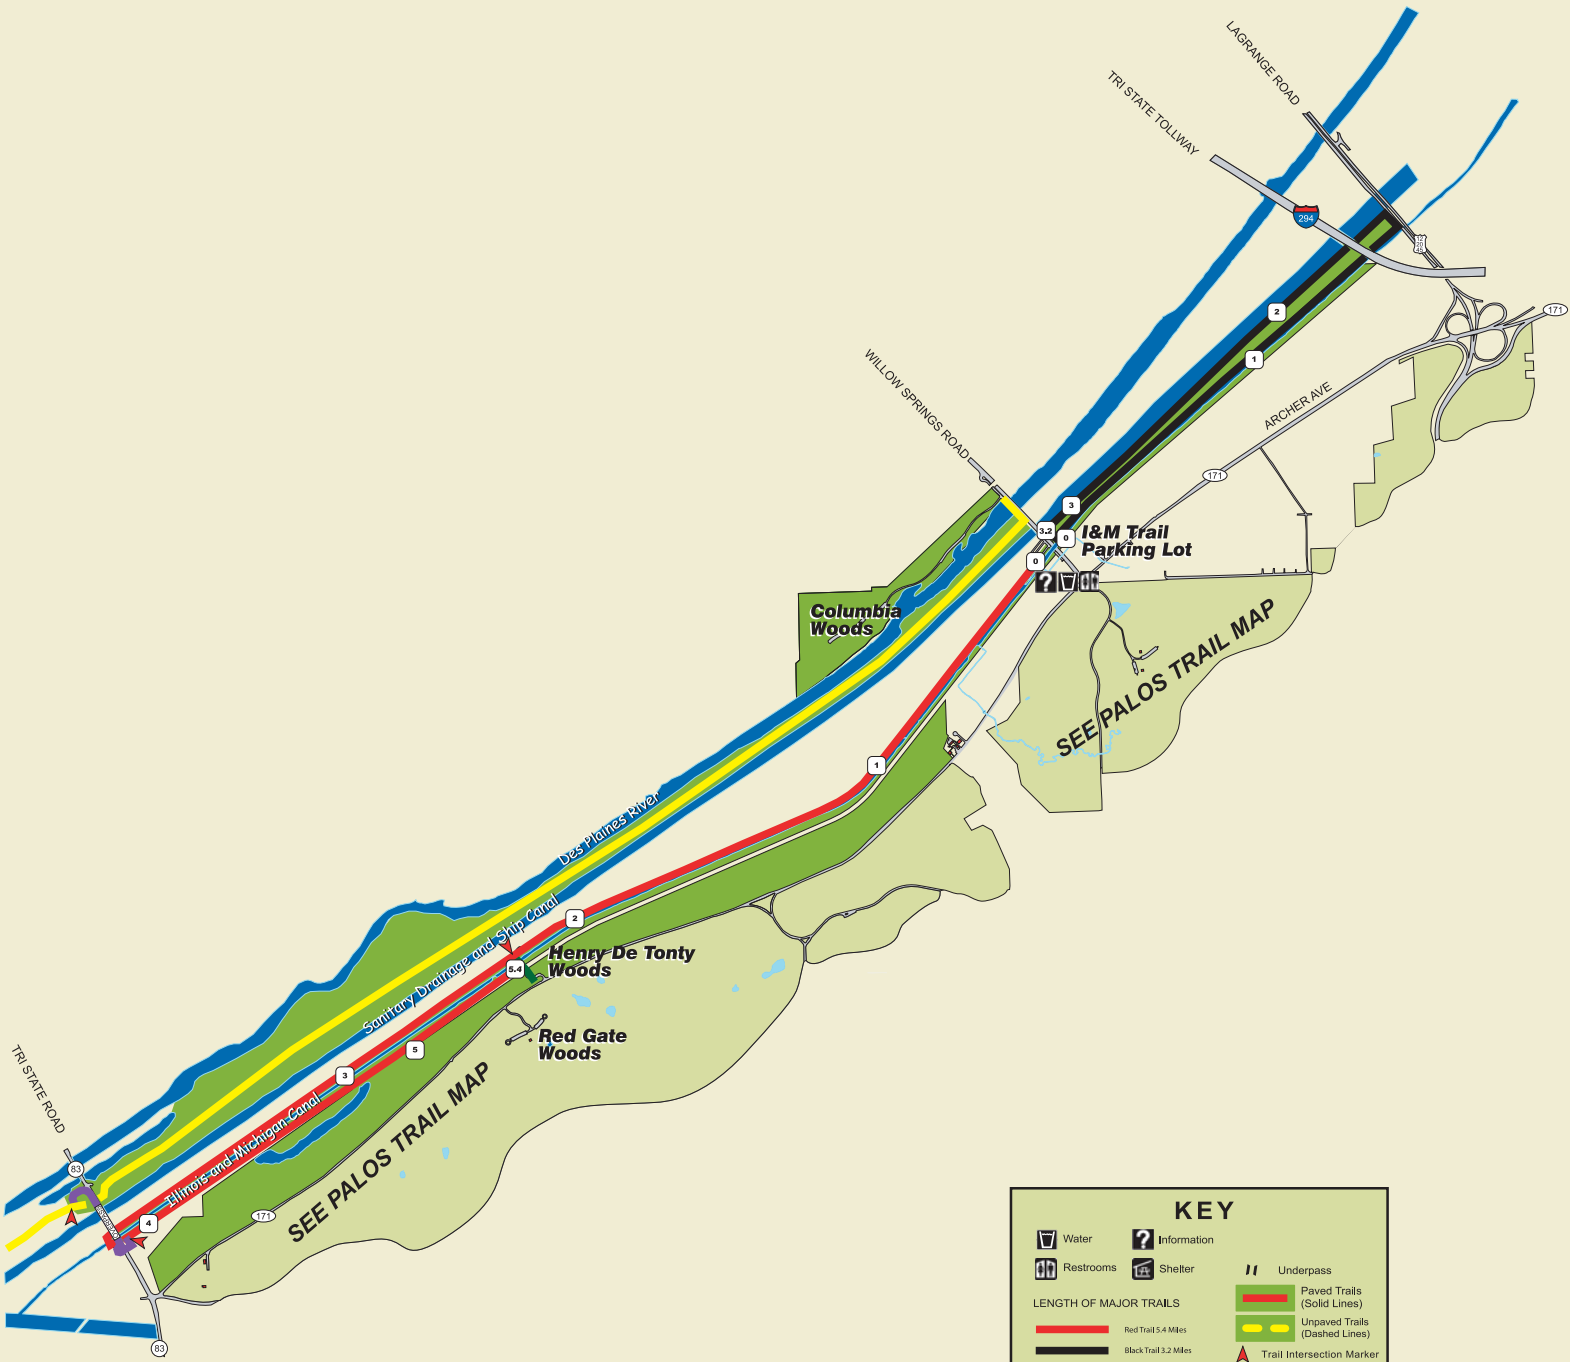 LAGRANGE ROAD
TRI STATE TOLLWAY
294
12
20
45
171
2
1
WILLOW SPRINGS ROAD
ARCHER AVE
171
3
3.2
0
I&M Trail
Parking Lot
0
?
Columbia
Woods
SEE PALOS TRAIL MAP
1
Des Plaines River
2
Sanitary Drainage and Ship Canal
Henry De Tonty
Woods
5.4
Red Gate
Woods
5
3
SEE PALOS TRAIL MAP
TRI STATE ROAD
83
Illinois and Michigan Canal
OVERPASS
4
171
83
KEY
Water
? Information
Restrooms
Shelter
Underpass
LENGTH OF MAJOR TRAILS
Paved Trails
(Solid Lines)
Red Trail 5.4 Miles
Unpaved Trails
(Dashed Lines)
Black Trail 3.2 Miles
Trail Intersection Marker